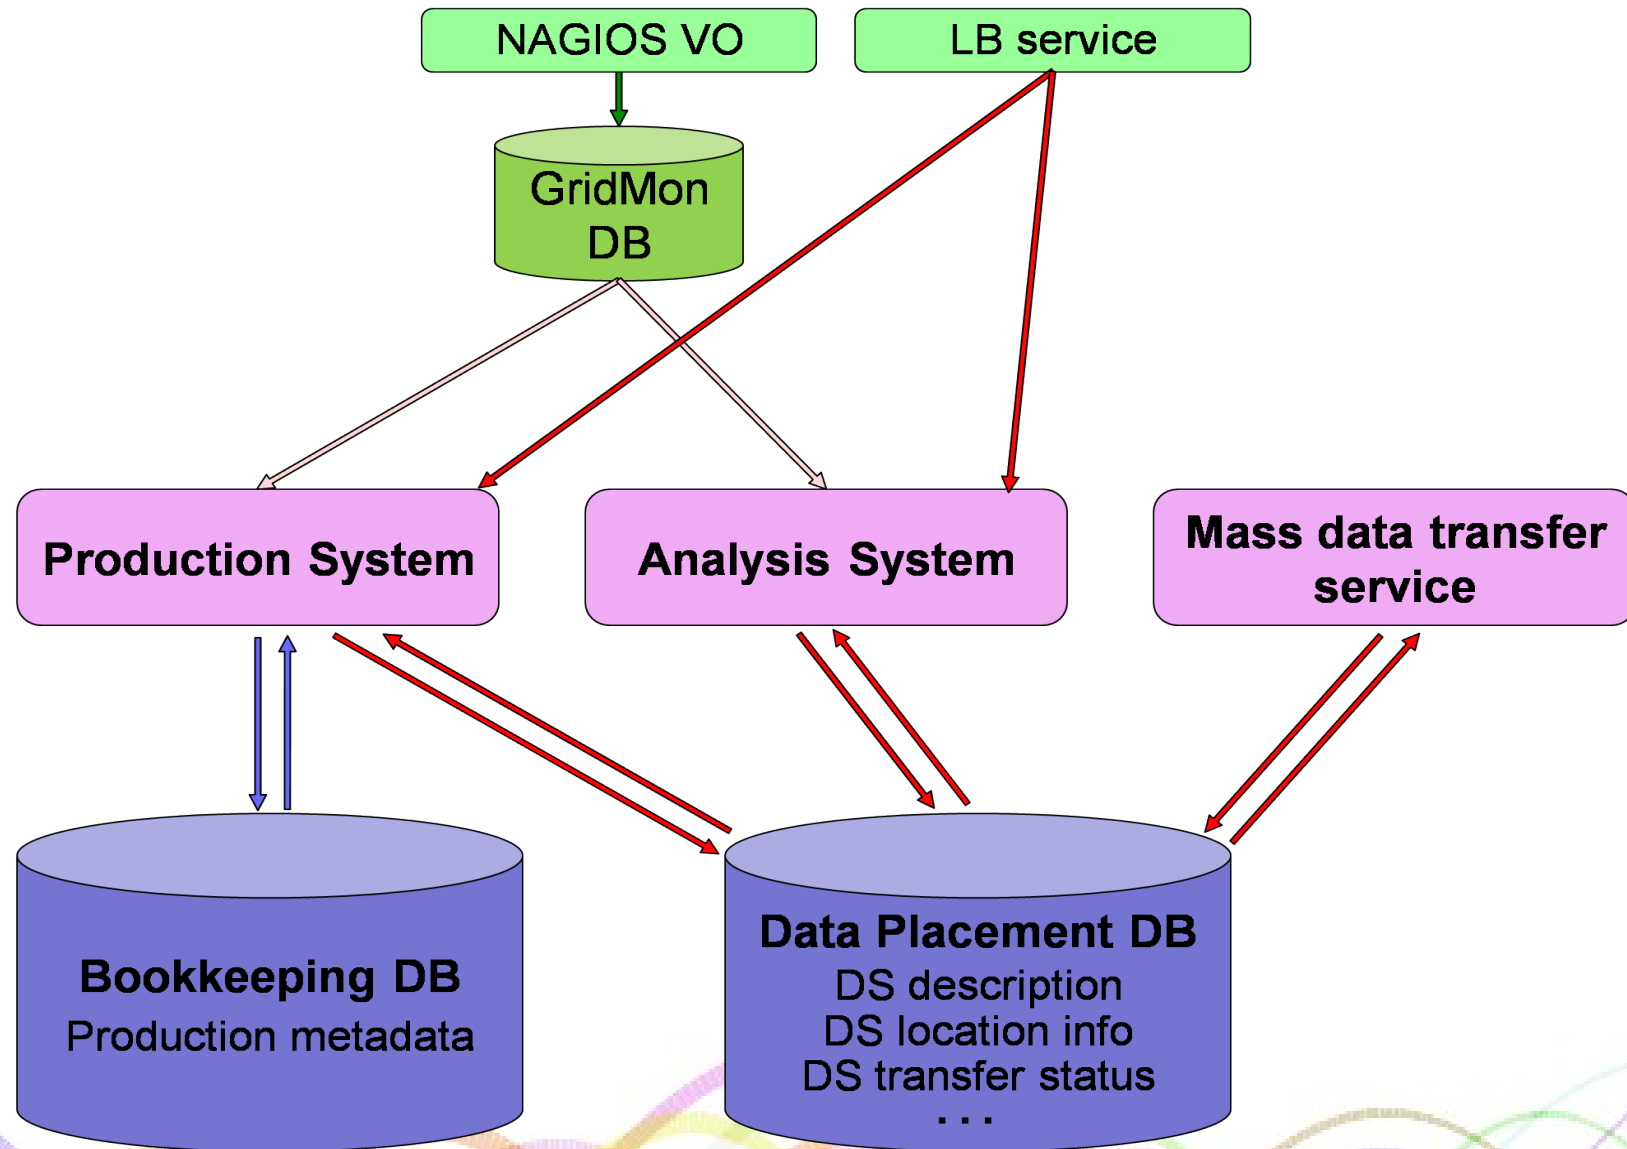 NAGIOS VO
LB service
GridMon
DB
Production System
Analysis System
Mass data transfer
service
Bookkeeping DB
Production metadata
Data Placement DB
DS description
DS location info
DS transfer status
. . .